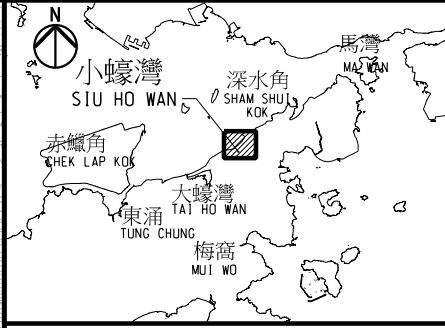 N
馬灣
MA WAN
小蠔灣
SIU HO WAN
深水角
SHAM SHUI
KOK
赤鱲角
CHEK LAP KOK
大蠔灣
TAI HO WAN
東涌
TUNG CHUNG
梅窩
MUI WO